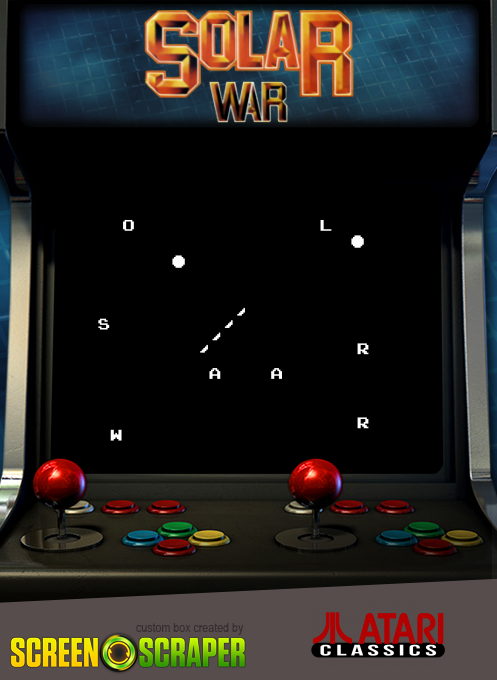 SOLAR
WAR
O
L
S
R
A A
R
W
custom box created by
SCREEN SCRAPER
ATARI
CLASSICS